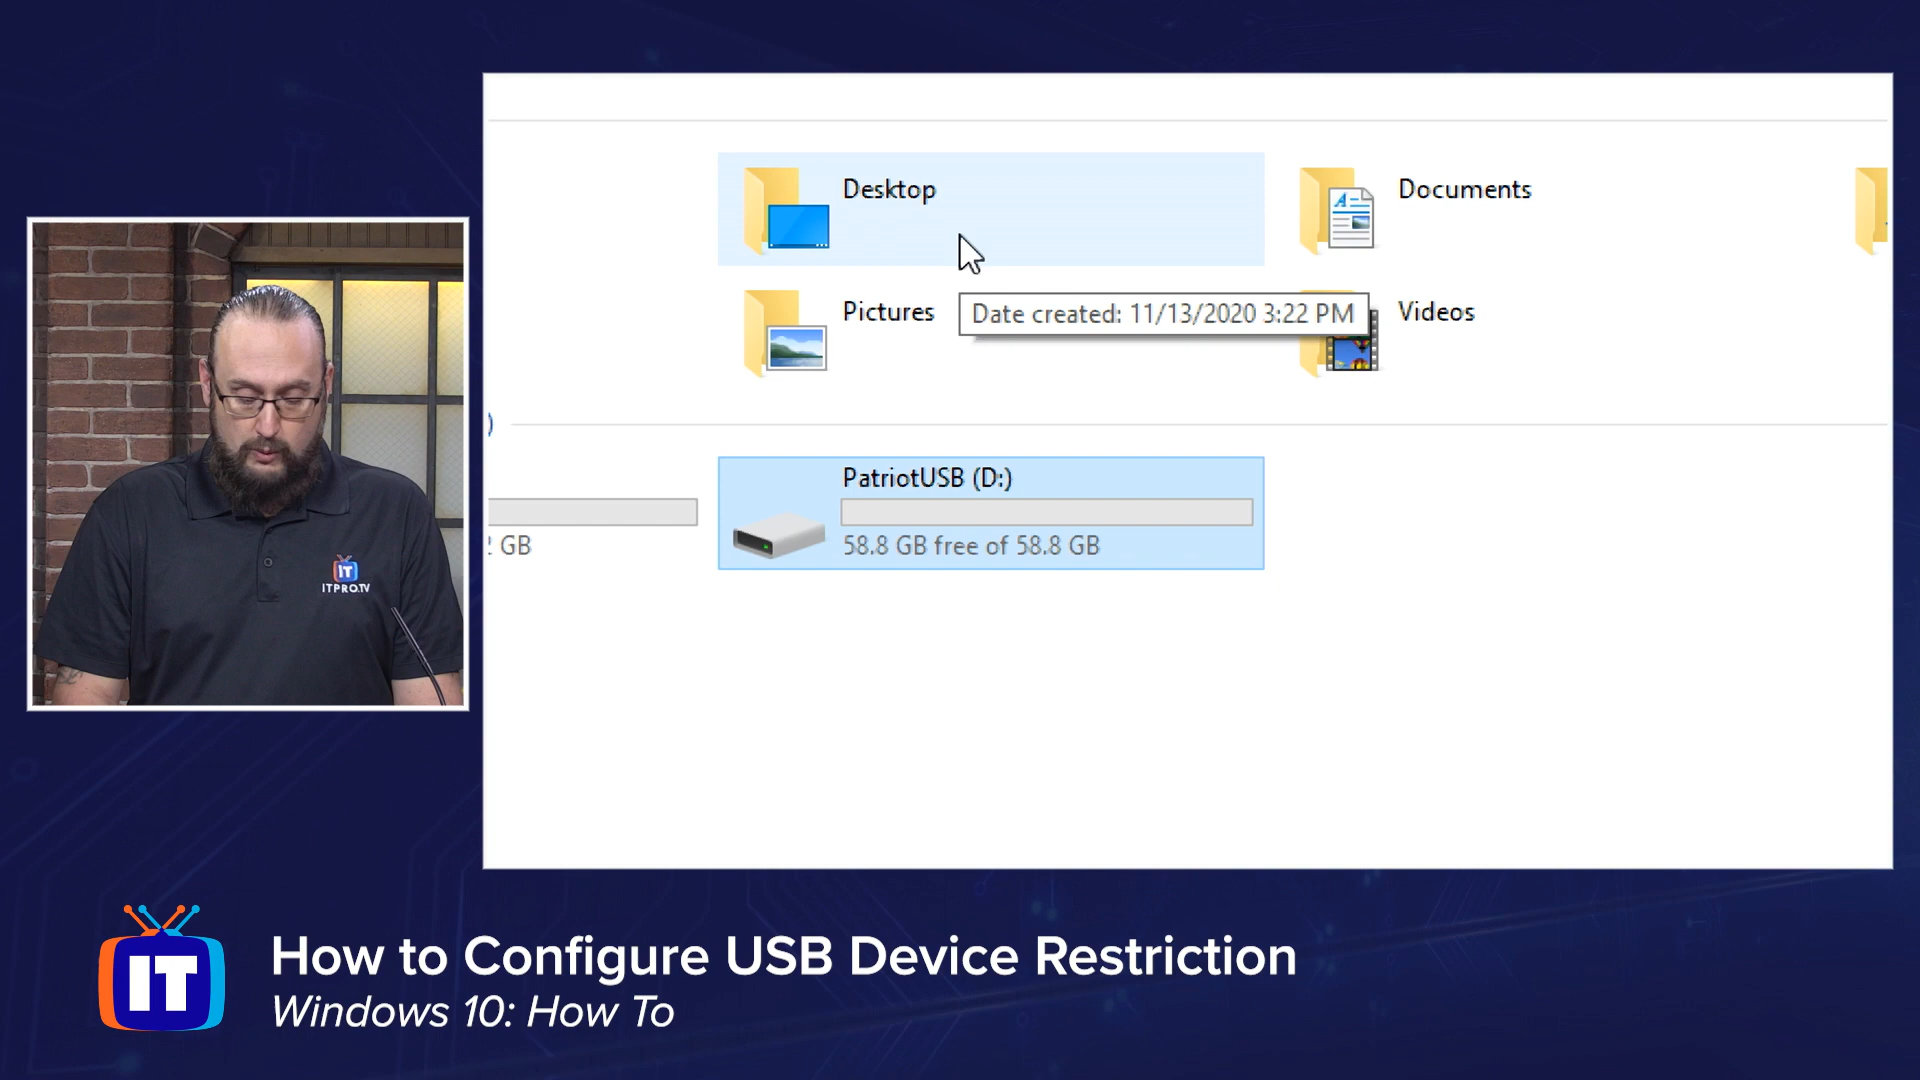 Desktop
Documents
Pictures
Date created: 11/13/2020 3:22 PM
Videos
)
PatriotUSB (D:)
GB
58.8 GB free of 58.8 GB
IT
ITPRO.TV
IT
How to Configure USB Device Restriction
Windows 10: How To